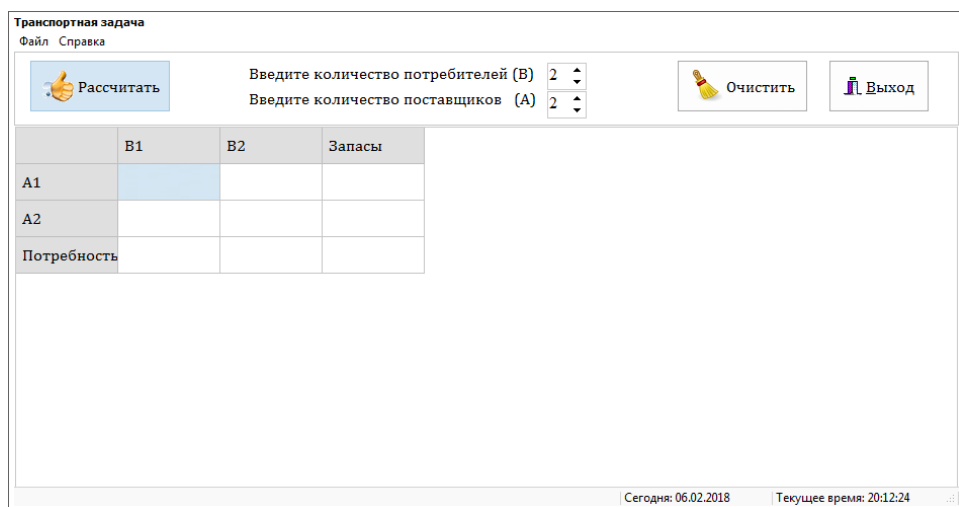 Транспортная задача
Файл Справка
Рассчитать
Введите количество потребителей (В) 2
Введите количество поставщиков (А) 2
Очистить
Выход
B1 B2 Запасы
A1
A2
Потребность
Сегодня: 06.02.2018 Текущее время: 20:12:24